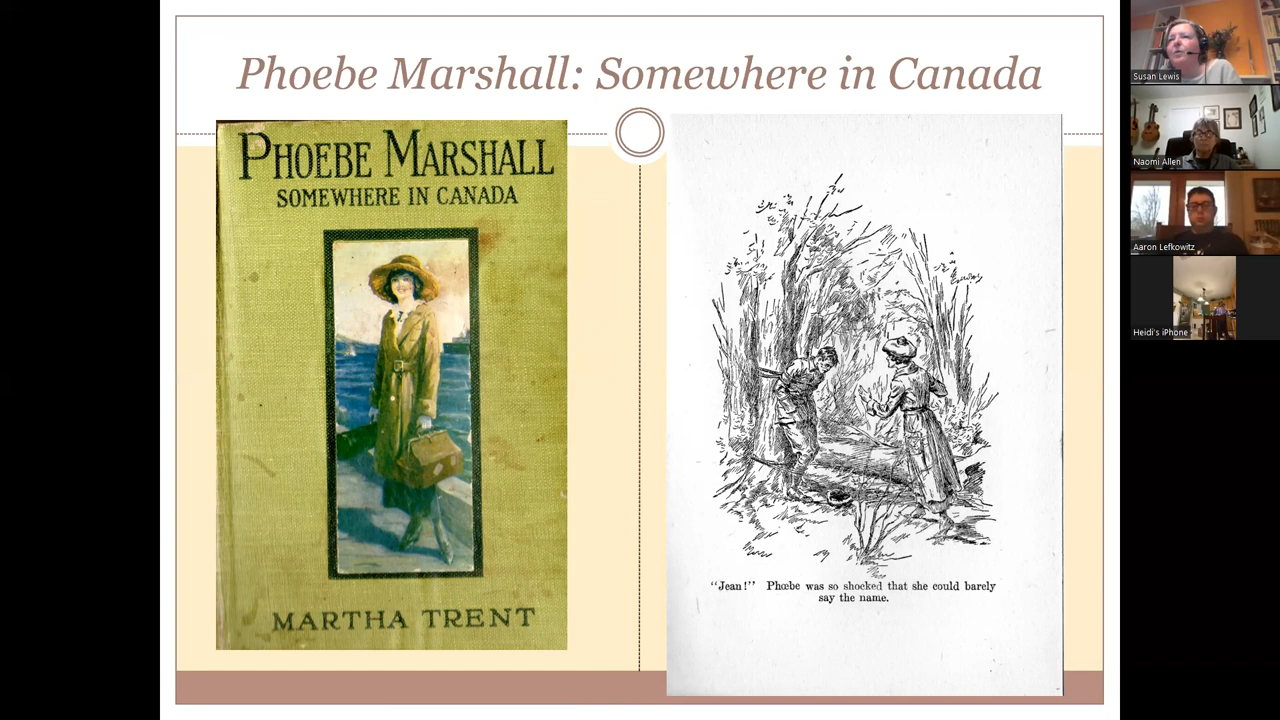 Phoebe Marshall: Somewhere in Canada
PHOEBE MARSHALL
SOMEWHERE IN CANADA
MARTHA TRENT
"Jean!" Phœbe was so shocked that she could barely
say the name.
Susan Lewis
Naomi Allen
Aaron Lefkowitz
Heidi's iPhone